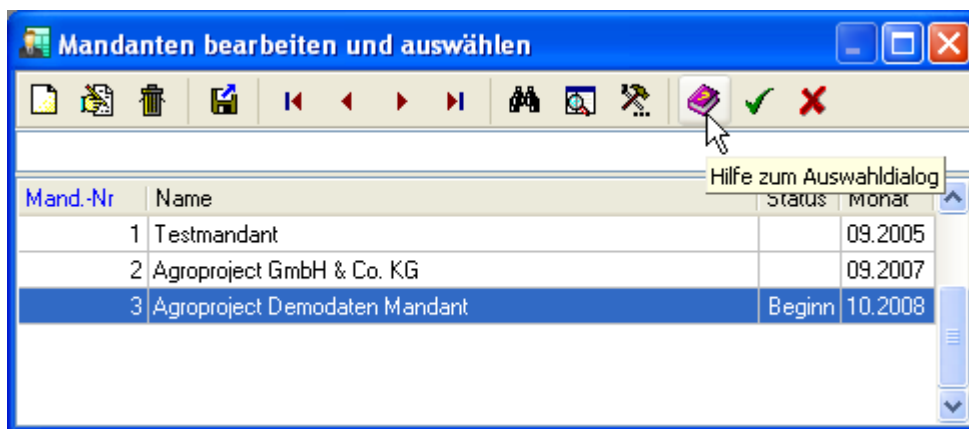 Mandanten bearbeiten und auswählen
Hilfe zum Auswahldialog
Mand.-Nr Name Status Monat
1 Testmandant 09.2005
2 Agroproject GmbH & Co. KG 09.2007
3 Agroproject Demodaten Mandant Beginn 10.2008